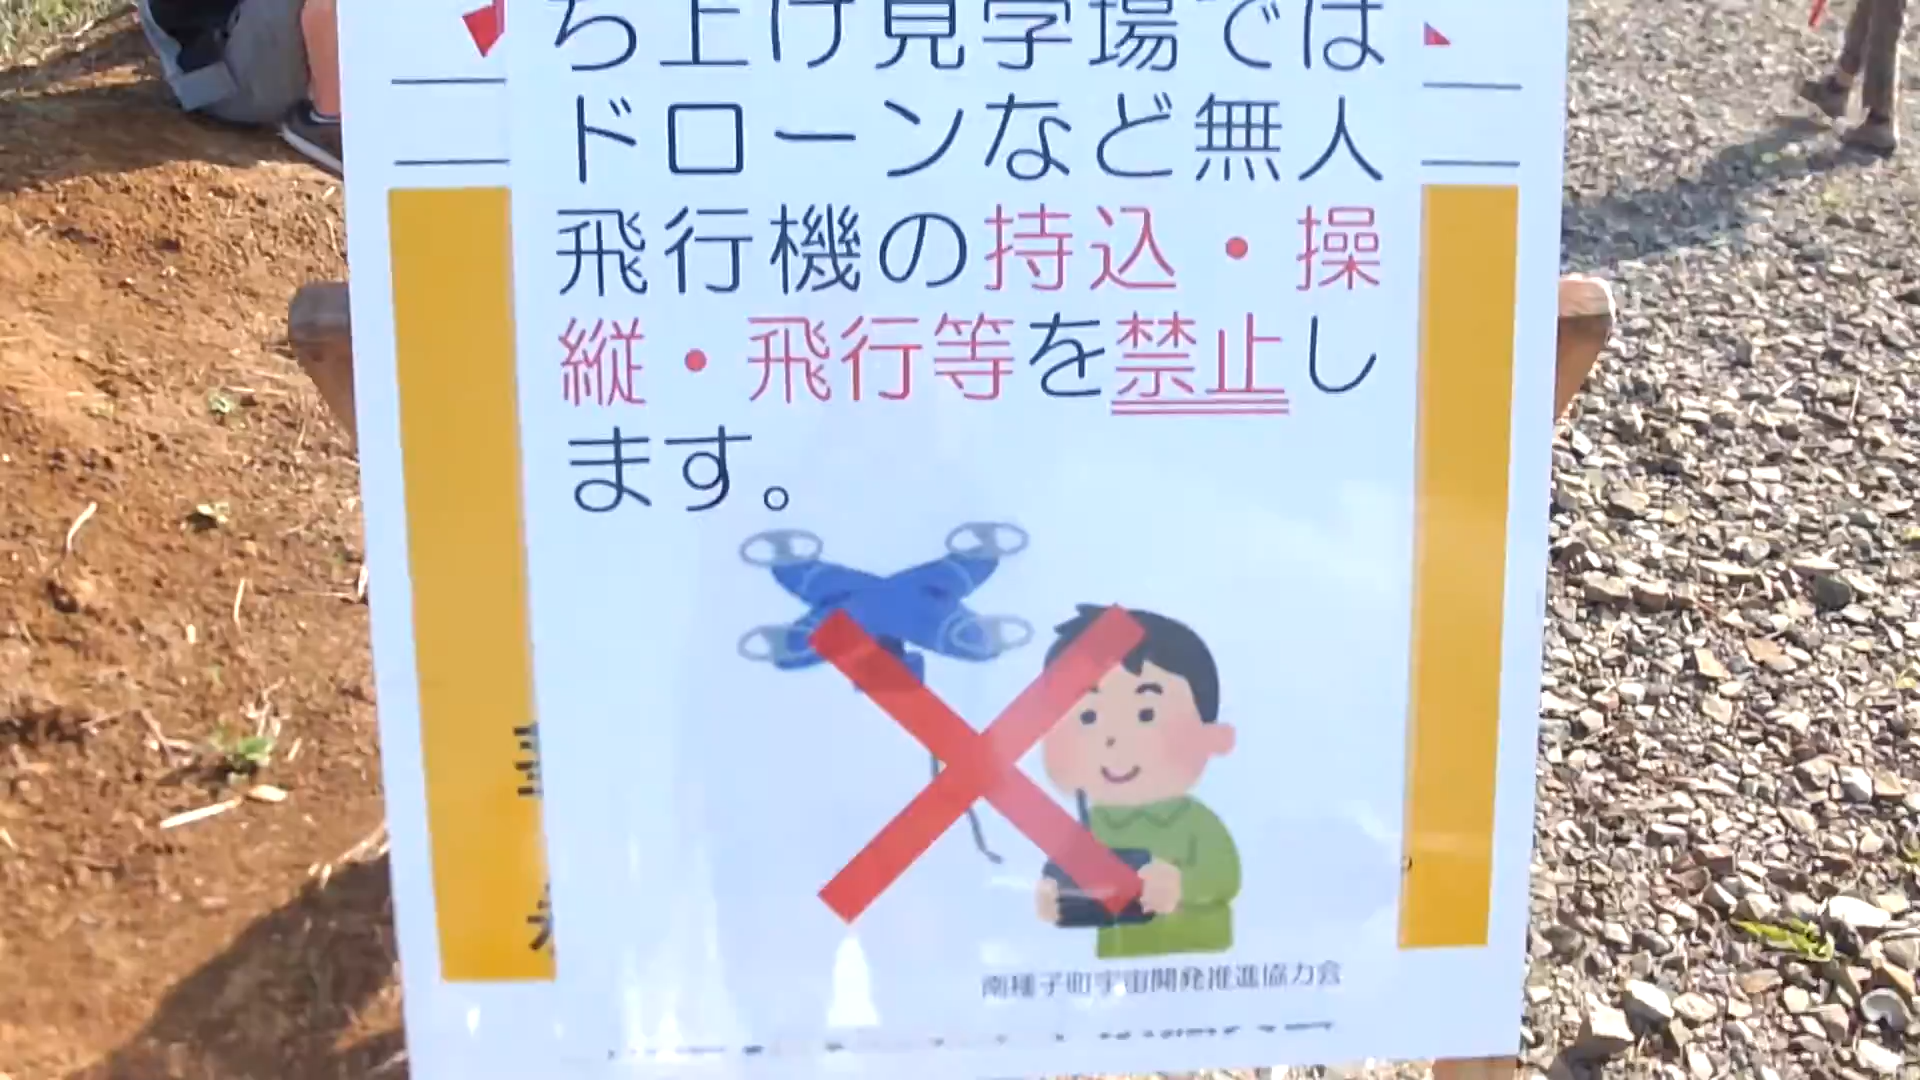 ち上げ見学場では
ドローンなど無人
飛行機の持込・操
縦・飛行等を禁止し
ます。
南種子町宇宙開発推進協力会